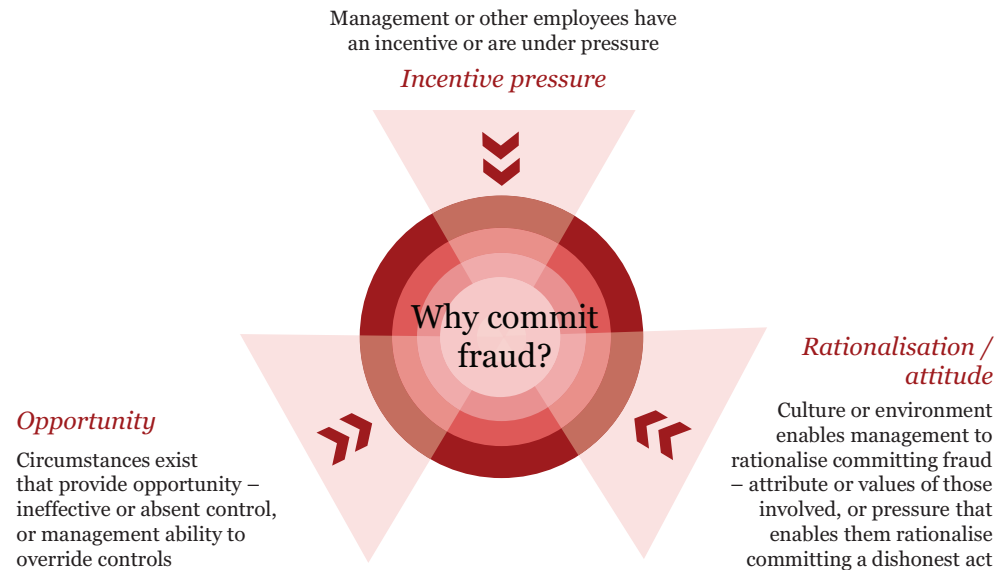 Management or other employees have
an incentive or are under pressure
Incentive pressure
Why commit
fraud?
Opportunity
Circumstances exist
that provide opportunity –
ineffective or absent control,
or management ability to
override controls
Rationalisation /
attitude
Culture or environment
enables management to
rationalise committing fraud
– attribute or values of those
involved, or pressure that
enables them rationalise
committing a dishonest act